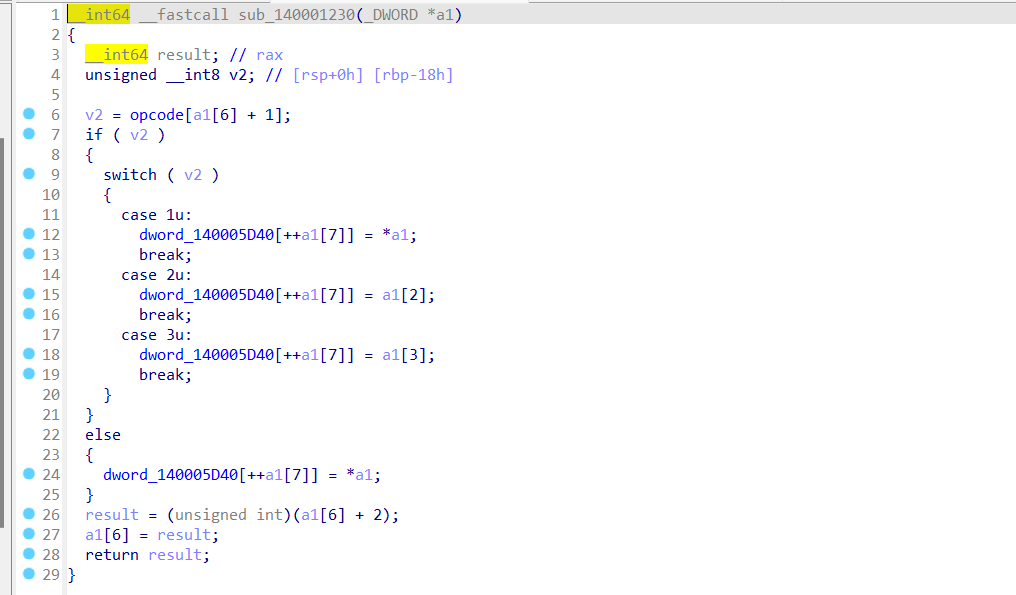 1 __int64 __fastcall sub_140001230(_DWORD *a1)
2 {
3   __int64 result; // rax
4   unsigned __int8 v2; // [rsp+0h] [rbp-18h]
5
6   v2 = opcode[a1[6] + 1];
7   if ( v2 )
8   {
9     switch ( v2 )
10     {
11       case 1u:
12         dword_140005D40[++a1[7]] = *a1;
13         break;
14       case 2u:
15         dword_140005D40[++a1[7]] = a1[2];
16         break;
17       case 3u:
18         dword_140005D40[++a1[7]] = a1[3];
19         break;
20     }
21   }
22   else
23   {
24     dword_140005D40[++a1[7]] = *a1;
25   }
26   result = (unsigned int)(a1[6] + 2);
27   a1[6] = result;
28   return result;
29 }